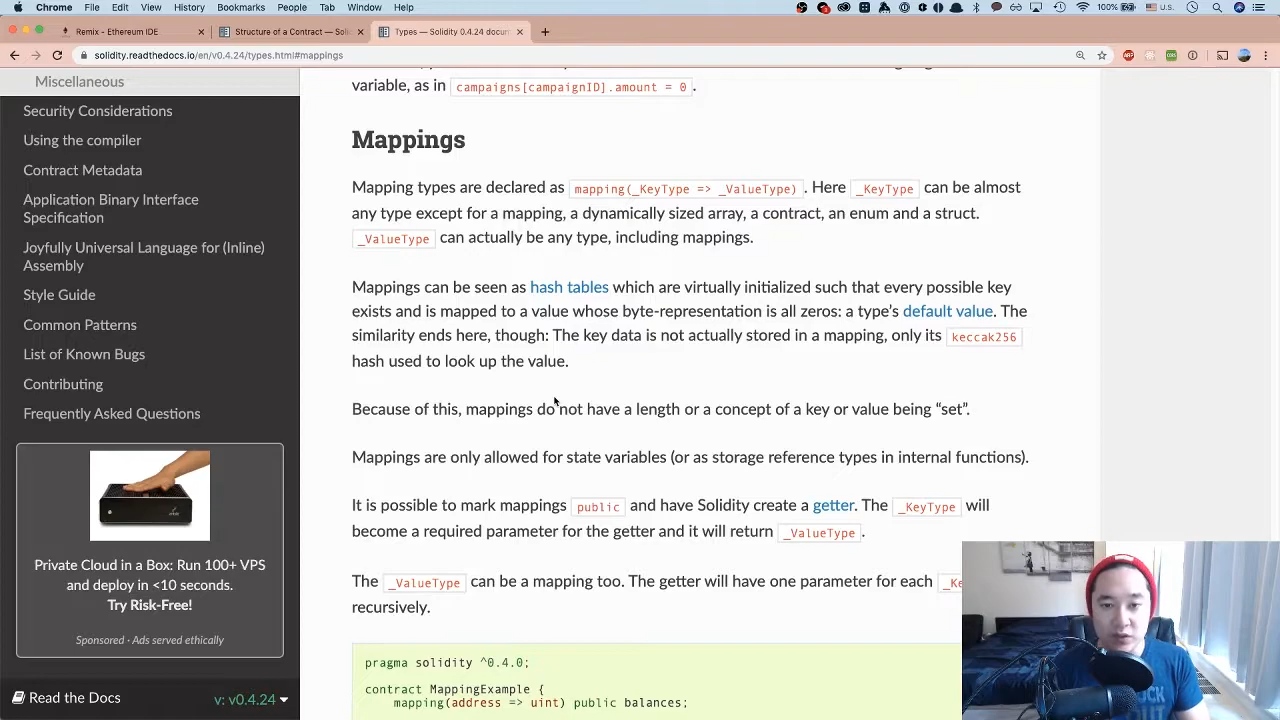 Chrome File Edit View History Bookmarks People Tab Window Help 100% U.S.
Remix - Ethereum IDE × Structure of a Contract — Soli × Types — Solidity 0.4.24 docum × +
solidity.readthedocs.io/en/v0.4.24/types.html#mappings
Miscellaneous
Security Considerations
Using the compiler
Contract Metadata
Application Binary Interface
Specification
Joyfully Universal Language for (Inline)
Assembly
Style Guide
Common Patterns
List of Known Bugs
Contributing
Frequently Asked Questions
Private Cloud in a Box: Run 100+ VPS
and deploy in <10 seconds.
Try Risk-Free!
Sponsored · Ads served ethically
Read the Docs v: v0.4.24
variable, as in campaigns[campaignID].amount = 0 .
Mappings
Mapping types are declared as mapping(_KeyType => _ValueType) . Here _KeyType can be almost
any type except for a mapping, a dynamically sized array, a contract, an enum and a struct.
_ValueType can actually be any type, including mappings.
Mappings can be seen as hash tables which are virtually initialized such that every possible key
exists and is mapped to a value whose byte-representation is all zeros: a type's default value. The
similarity ends here, though: The key data is not actually stored in a mapping, only its keccak256
hash used to look up the value.
Because of this, mappings do not have a length or a concept of a key or value being “set”.
Mappings are only allowed for state variables (or as storage reference types in internal functions).
It is possible to mark mappings public and have Solidity create a getter. The _KeyType will
become a required parameter for the getter and it will return _ValueType .
The _ValueType can be a mapping too. The getter will have one parameter for each _Ke
recursively.
pragma solidity ^0.4.0;
contract MappingExample {
mapping(address => uint) public balances;